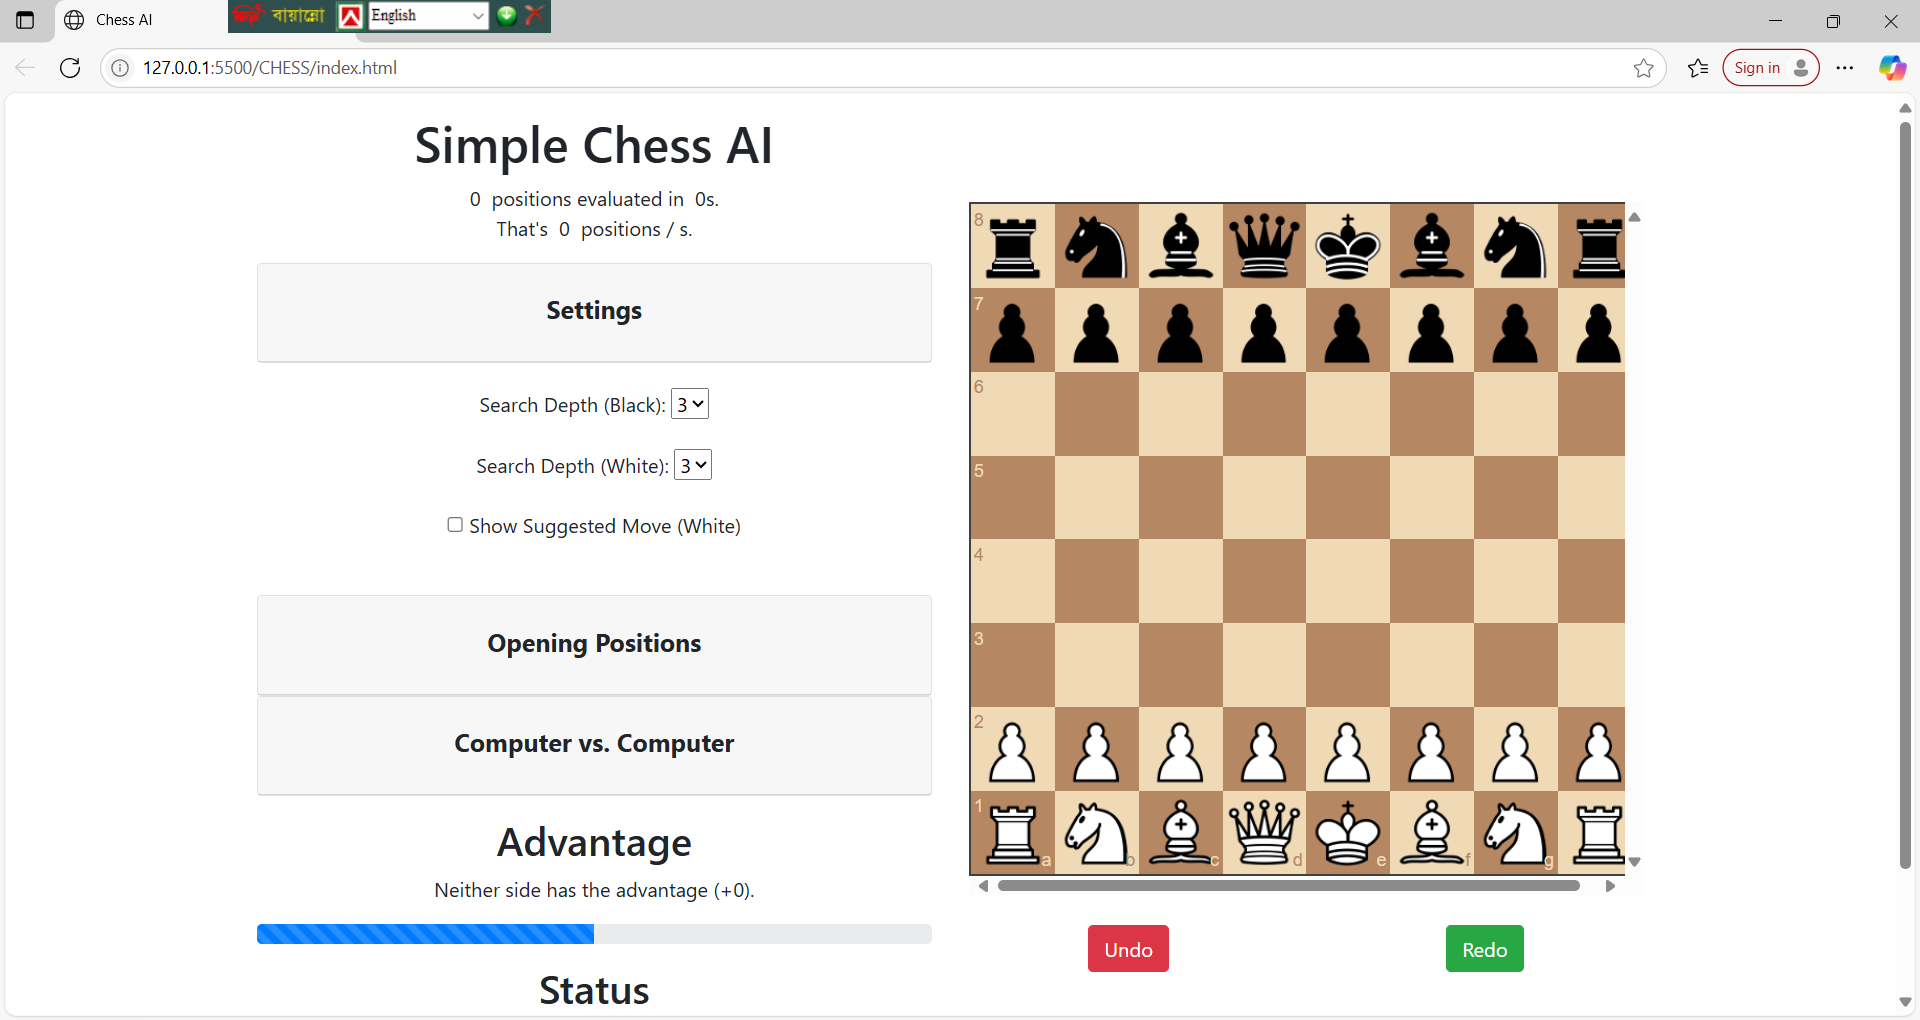 Chess AI
বায়ান্নো
English
127.0.0.1:5500/CHESS/index.html
Sign in
Simple Chess AI
0 positions evaluated in 0s.
That's 0 positions / s.
Settings
Search Depth (Black): 3
Search Depth (White): 3
Show Suggested Move (White)
Opening Positions
Computer vs. Computer
Advantage
Neither side has the advantage (+0).
Status
8
7
6
5
4
3
2
1
a b c d e f g
Undo
Redo